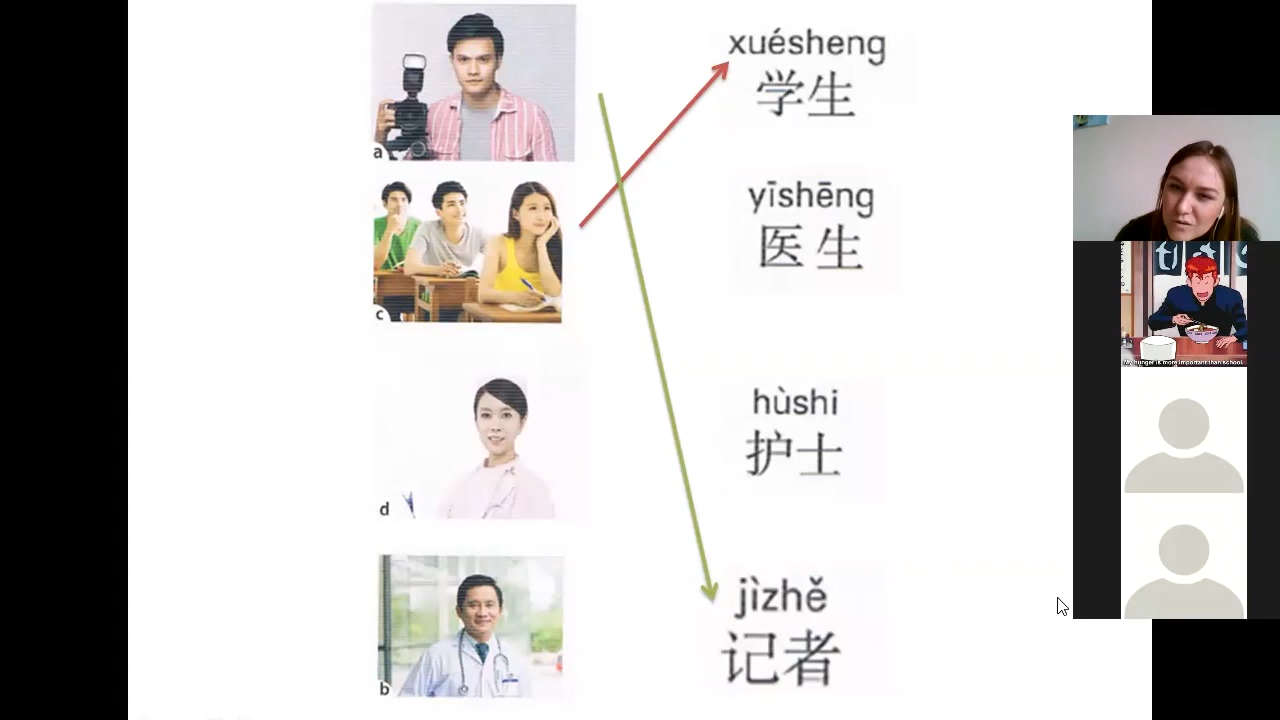 a
xuésheng
学生
c
yīshēng
医生
d
hùshi
护士
b
jìzhě
记者
My hunger is more important than school.